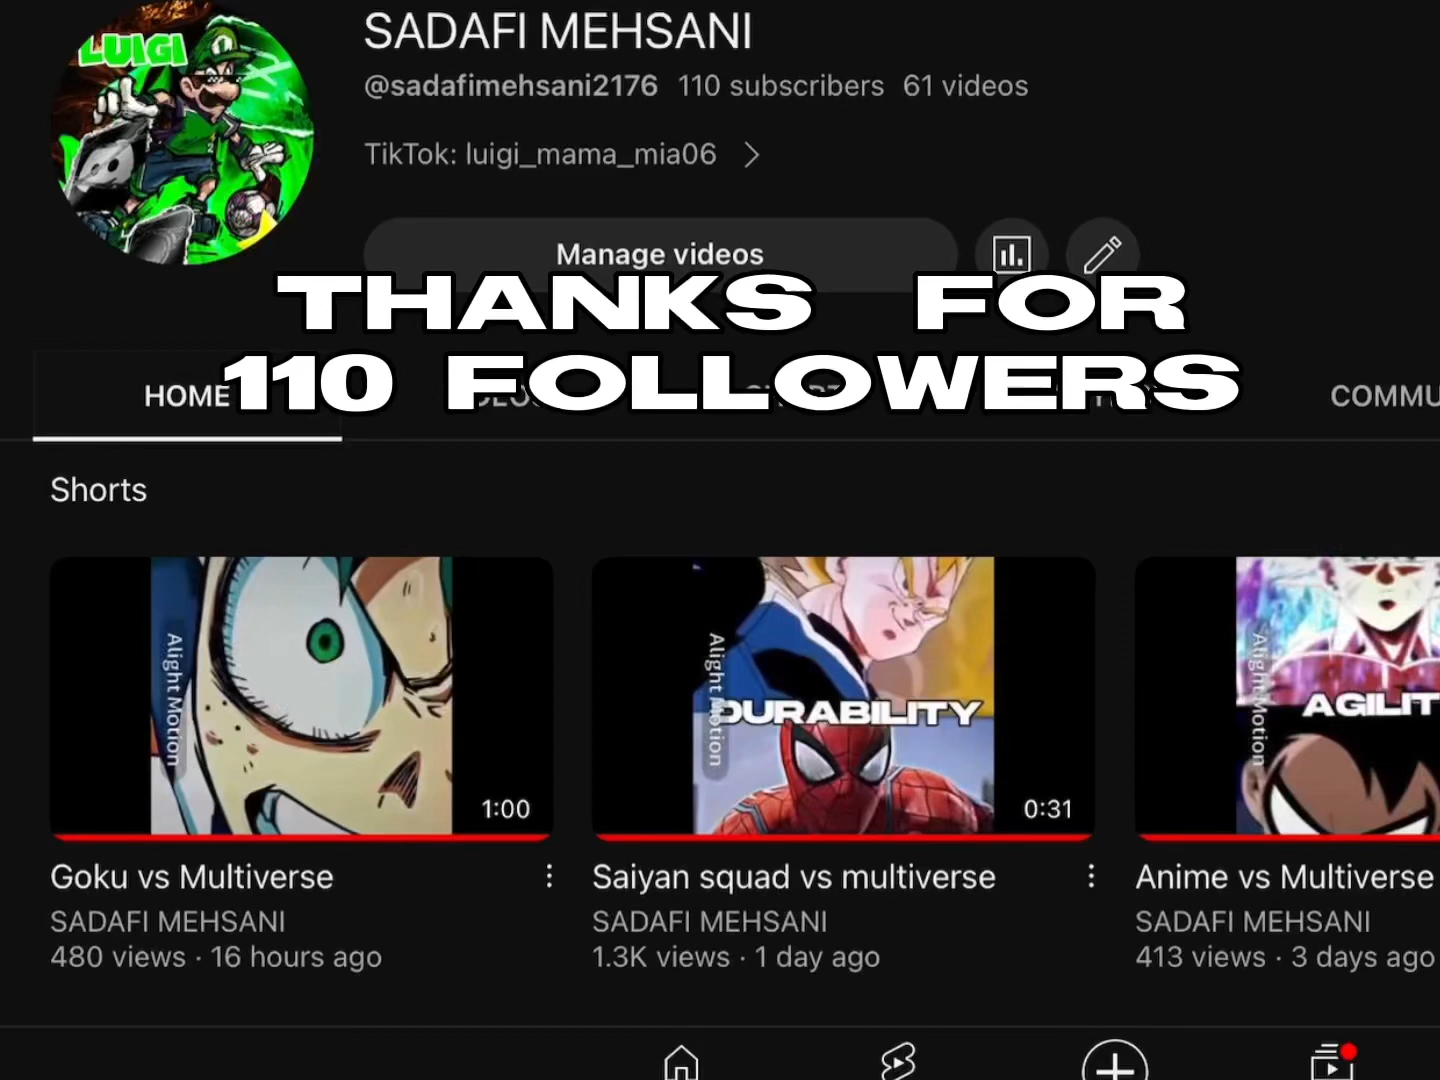 LUIGI
SADAFI MEHSANI
@sadafimehsani2176 110 subscribers 61 videos
TikTok: luigi_mama_mia06
Manage videos
THANKS FOR
110 FOLLOWERS
HOME
COMMU
Shorts
Alight Motion
1:00
Alight Motion
DURABILITY
0:31
Alight Motion
AGILIT
Goku vs Multiverse
SADAFI MEHSANI
480 views · 16 hours ago
Saiyan squad vs multiverse
SADAFI MEHSANI
1.3K views · 1 day ago
Anime vs Multiverse
SADAFI MEHSANI
413 views · 3 days ago